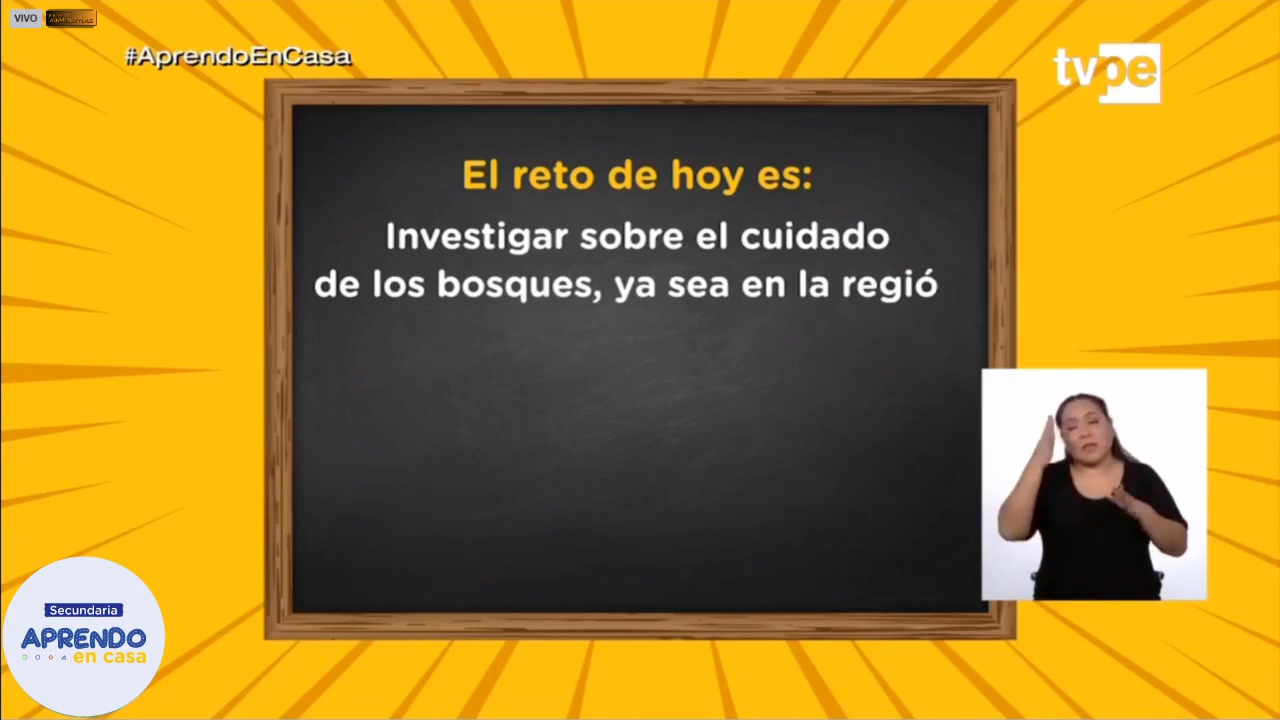 VIVO
#AprendoEnCasa
tvpe
El reto de hoy es:
Investigar sobre el cuidado
de los bosques, ya sea en la regió
Secundaria
APRENDO
en casa